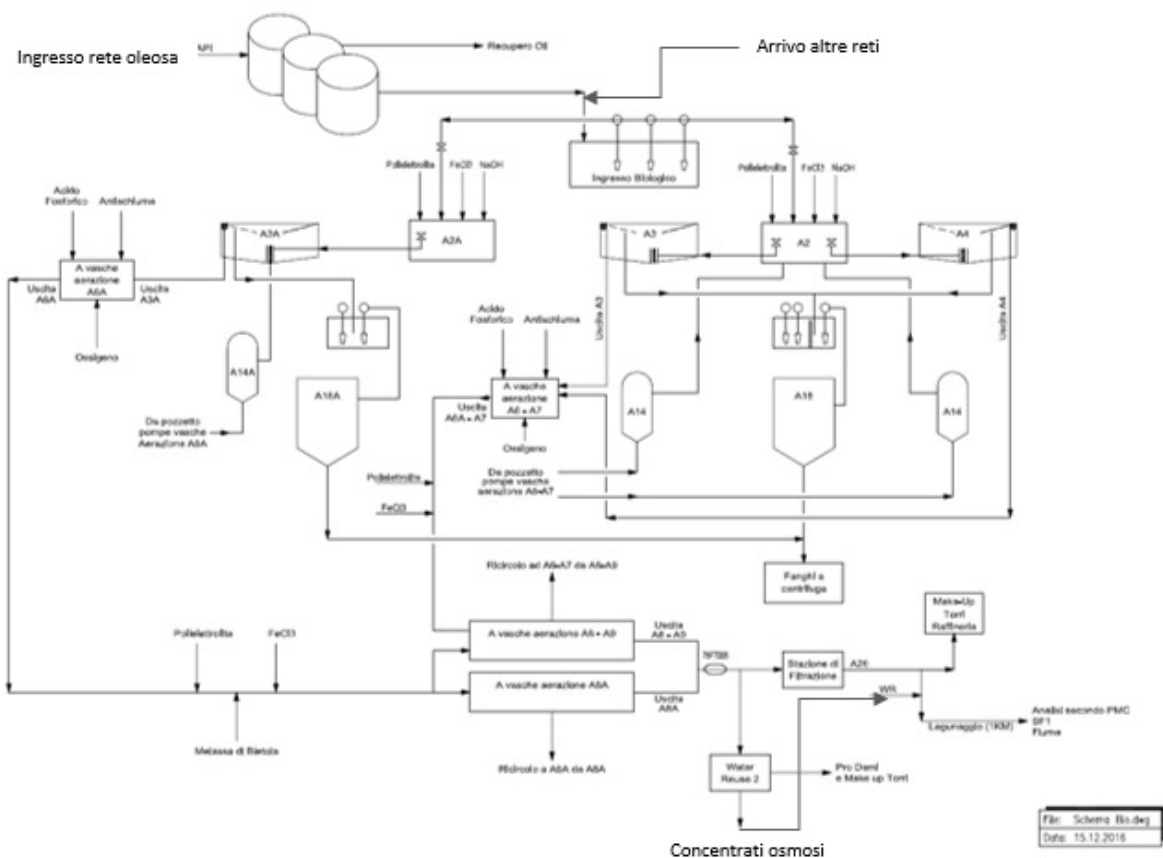 Ingresso rete oleosa
API
Recupero Oil
Arrivo altre reti
Ingresso Biologico
Polielettrolita
FeCl3
NaOH
A2A
Polielettrolita
FeCl3
NaOH
A2
A3A
A3
A4
Acido
Fosforico
Antischiuma
A vasche
aerazione
A6A
Uscita
A6A
Uscita
A3A
Ossigeno
A14A
Da pozzetto
pompe vasche
Aerazione A6A
A18A
Acido
Fosforico
Antischiuma
Uscita A3
Uscita A4
A vasche
aerazione
A6 + A7
Uscita
A6A + A7
Ossigeno
A14
A18
A14
Da pozzetto
pompe vasche
aerazione A6+A7
Polielettrolita
FeCl3
Fanghi a
centrifuga
Ricircolo ad A6+A7 da A8+A9
A vasche aerazione A8 + A9
Uscita
A8 + A9
A vasche aerazione A8A
Uscita
A8A
Ricircolo a A6A da A8A
Polielettrolita
FeCl3
Melassa di Bietola
Stazione di
Filtrazione
A26
Make-Up
Torri
Raffineria
WR
Lagunaggio (1KM)
Analisi secondo PMC
SF1
Fiume
Water
Reuse 2
Pro Demi
e Make up Torri
Concentrati osmosi
File: Schema Bio.dwg
Data: 15.12.2016